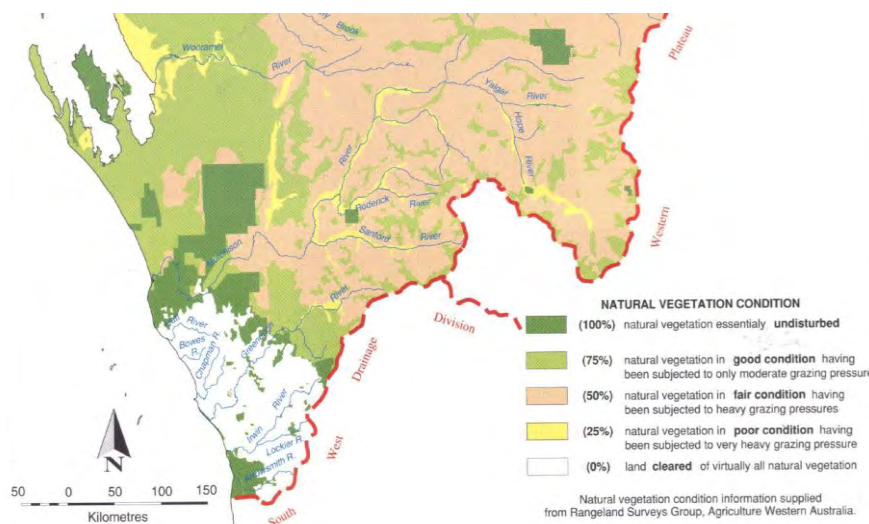 Brook
Wooramel
River
Plateau
Yalgar
River
Hope
River
River
Roderick
River
Sanford
River
Western
Murchison
River
River
Bowes
R.
Chapman R.
Greenough
Division
Drainage
Irwin
River
Lockier R.
Arrowsmith R.
West
South
N
50 0 50 100 150
Kilometres
NATURAL VEGETATION CONDITION
(100%) natural vegetation essentialy undisturbed
(75%) natural vegetation in good condition having
been subjected to only moderate grazing pressure
(50%) natural vegetation in fair condition having
been subjected to heavy grazing pressures
(25%) natural vegetation in poor condition having
been subjected to very heavy grazing pressure
(0%) land cleared of virtually all natural vegetation
Natural vegetation condition information supplied
from Rangeland Surveys Group, Agriculture Western Australia.